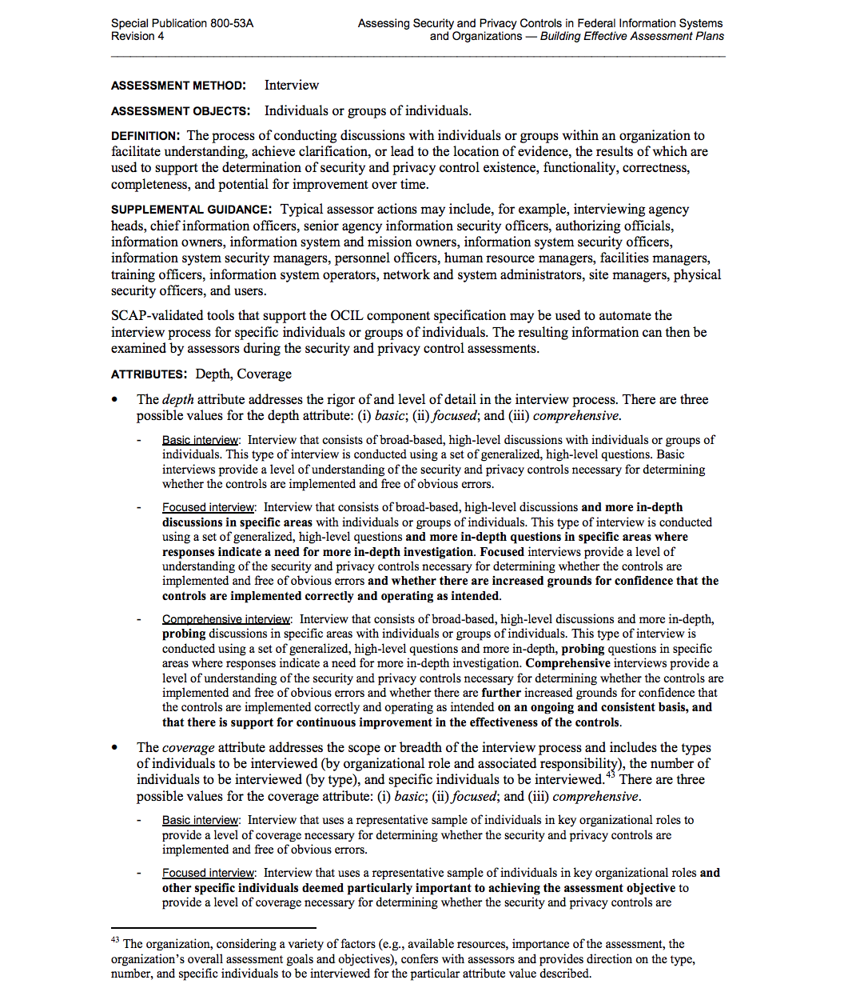 Special Publication 800-53A
Revision 4
Assessing Security and Privacy Controls in Federal Information Systems
and Organizations — Building Effective Assessment Plans
ASSESSMENT METHOD: Interview
ASSESSMENT OBJECTS: Individuals or groups of individuals.
DEFINITION: The process of conducting discussions with individuals or groups within an organization to
facilitate understanding, achieve clarification, or lead to the location of evidence, the results of which are
used to support the determination of security and privacy control existence, functionality, correctness,
completeness, and potential for improvement over time.
SUPPLEMENTAL GUIDANCE: Typical assessor actions may include, for example, interviewing agency
heads, chief information officers, senior agency information security officers, authorizing officials,
information owners, information system and mission owners, information system security officers,
information system security managers, personnel officers, human resource managers, facilities managers,
training officers, information system operators, network and system administrators, site managers, physical
security officers, and users.
SCAP-validated tools that support the OCIL component specification may be used to automate the
interview process for specific individuals or groups of individuals. The resulting information can then be
examined by assessors during the security and privacy control assessments.
ATTRIBUTES: Depth, Coverage
• The depth attribute addresses the rigor of and level of detail in the interview process. There are three
possible values for the depth attribute: (i) basic; (ii) focused; and (iii) comprehensive.
- Basic interview: Interview that consists of broad-based, high-level discussions with individuals or groups of
individuals. This type of interview is conducted using a set of generalized, high-level questions. Basic
interviews provide a level of understanding of the security and privacy controls necessary for determining
whether the controls are implemented and free of obvious errors.
- Focused interview: Interview that consists of broad-based, high-level discussions and more in-depth
discussions in specific areas with individuals or groups of individuals. This type of interview is conducted
using a set of generalized, high-level questions and more in-depth questions in specific areas where
responses indicate a need for more in-depth investigation. Focused interviews provide a level of
understanding of the security and privacy controls necessary for determining whether the controls are
implemented and free of obvious errors and whether there are increased grounds for confidence that the
controls are implemented correctly and operating as intended.
- Comprehensive interview: Interview that consists of broad-based, high-level discussions and more in-depth,
probing discussions in specific areas with individuals or groups of individuals. This type of interview is
conducted using a set of generalized, high-level questions and more in-depth, probing questions in specific
areas where responses indicate a need for more in-depth investigation. Comprehensive interviews provide a
level of understanding of the security and privacy controls necessary for determining whether the controls are
implemented and free of obvious errors and whether there are further increased grounds for confidence that
the controls are implemented correctly and operating as intended on an ongoing and consistent basis, and
that there is support for continuous improvement in the effectiveness of the controls.
• The coverage attribute addresses the scope or breadth of the interview process and includes the types
of individuals to be interviewed (by organizational role and associated responsibility), the number of
individuals to be interviewed (by type), and specific individuals to be interviewed.43 There are three
possible values for the coverage attribute: (i) basic; (ii) focused; and (iii) comprehensive.
- Basic interview: Interview that uses a representative sample of individuals in key organizational roles to
provide a level of coverage necessary for determining whether the security and privacy controls are
implemented and free of obvious errors.
- Focused interview: Interview that uses a representative sample of individuals in key organizational roles and
other specific individuals deemed particularly important to achieving the assessment objective to
provide a level of coverage necessary for determining whether the security and privacy controls are
43 The organization, considering a variety of factors (e.g., available resources, importance of the assessment, the
organization's overall assessment goals and objectives), confers with assessors and provides direction on the type,
number, and specific individuals to be interviewed for the particular attribute value described.